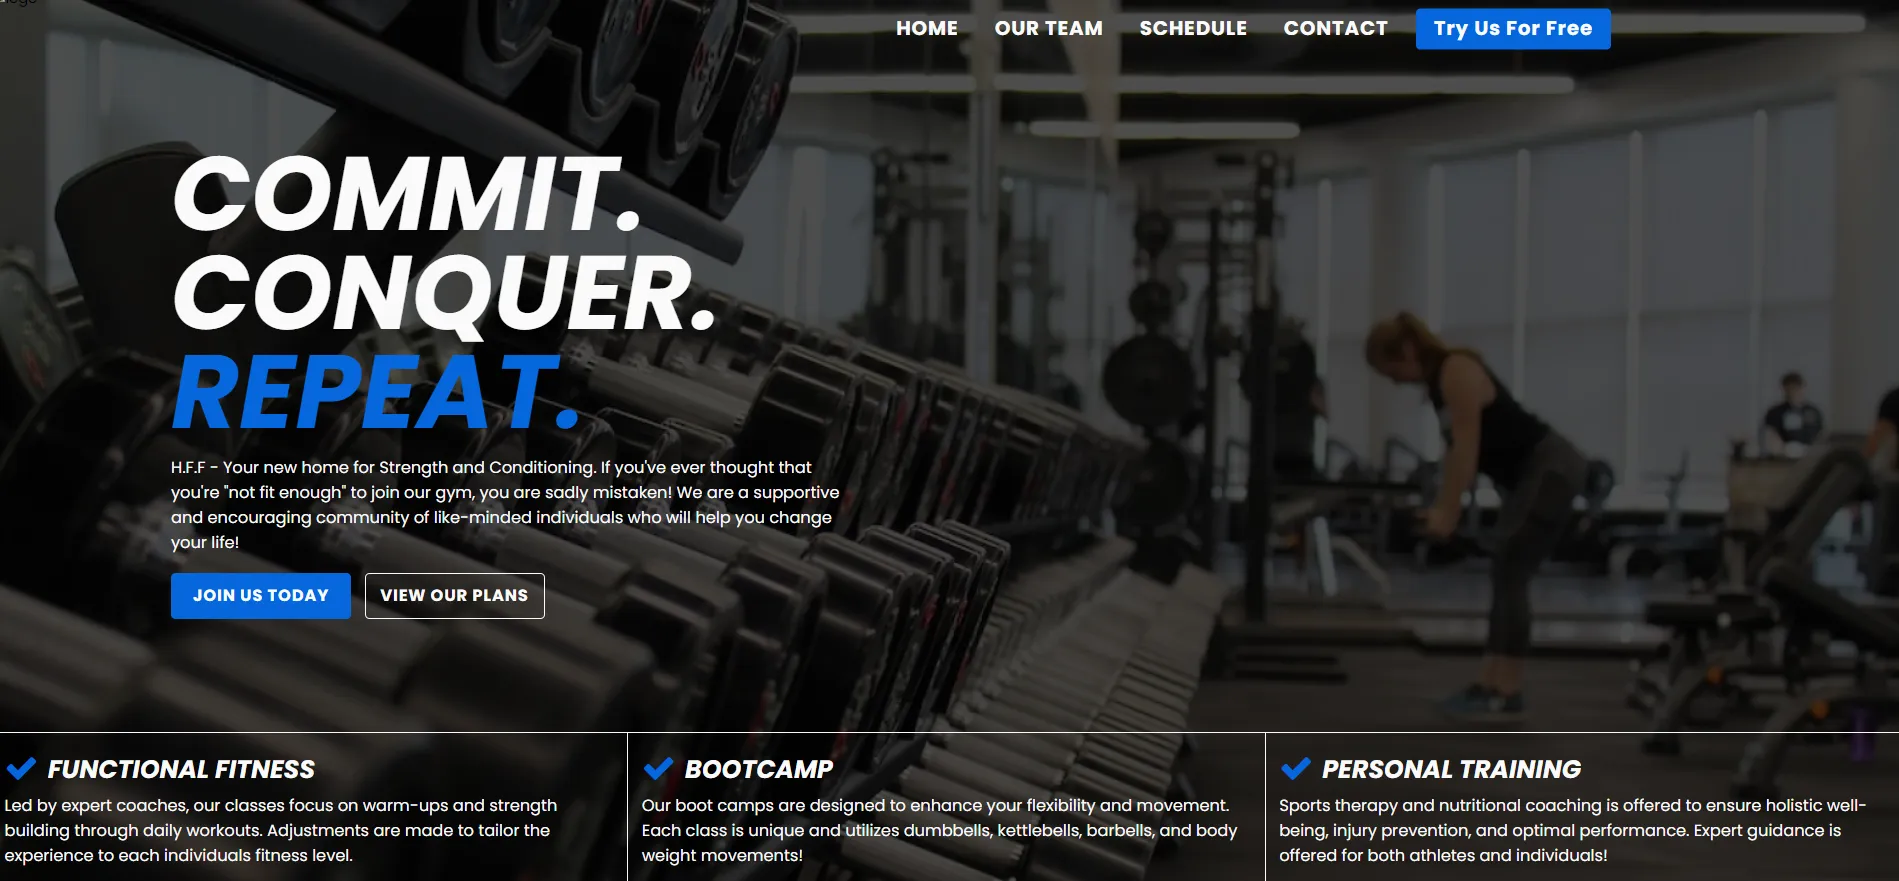 logo
HOME OUR TEAM SCHEDULE CONTACT Try Us For Free
COMMIT.
CONQUER.
REPEAT.
H.F.F - Your new home for Strength and Conditioning. If you've ever thought that
you're "not fit enough" to join our gym, you are sadly mistaken! We are a supportive
and encouraging community of like-minded individuals who will help you change
your life!
JOIN US TODAY VIEW OUR PLANS
FUNCTIONAL FITNESS
Led by expert coaches, our classes focus on warm-ups and strength
building through daily workouts. Adjustments are made to tailor the
experience to each individuals fitness level.
BOOTCAMP
Our boot camps are designed to enhance your flexibility and movement.
Each class is unique and utilizes dumbbells, kettlebells, barbells, and body
weight movements!
PERSONAL TRAINING
Sports therapy and nutritional coaching is offered to ensure holistic well-
being, injury prevention, and optimal performance. Expert guidance is
offered for both athletes and individuals!